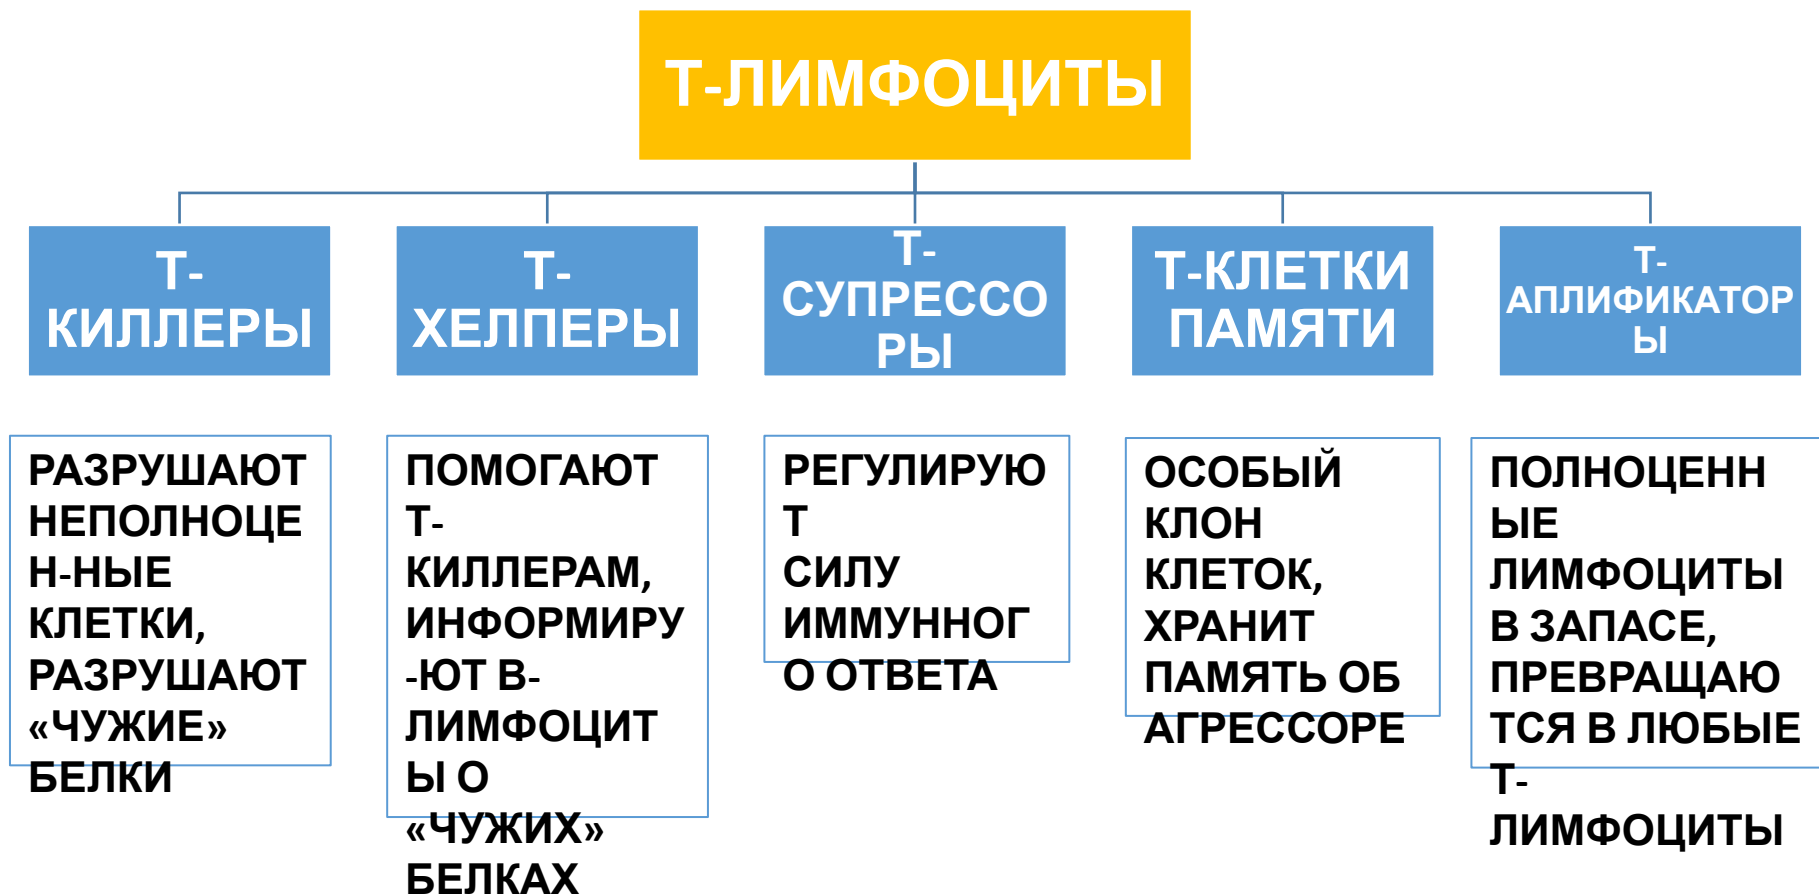 Т-ЛИМФОЦИТЫ
Т-
КИЛЛЕРЫ
Т-
ХЕЛПЕРЫ
Т-
СУПРЕССО
РЫ
Т-КЛЕТКИ
ПАМЯТИ
Т-
АПЛИФИКАТОР
Ы
РАЗРУШАЮТ
НЕПОЛНОЦЕ
Н-НЫЕ
КЛЕТКИ,
РАЗРУШАЮТ
«ЧУЖИЕ»
БЕЛКИ
ПОМОГАЮТ
Т-
КИЛЛЕРАМ,
ИНФОРМИРУ
-ЮТ В-
ЛИМФОЦИТ
Ы О
«ЧУЖИХ»
БЕЛКАХ
РЕГУЛИРУЮ
Т
СИЛУ
ИММУННОГ
О ОТВЕТА
ОСОБЫЙ
КЛОН
КЛЕТОК,
ХРАНИТ
ПАМЯТЬ ОБ
АГРЕССОРЕ
ПОЛНОЦЕНН
ЫЕ
ЛИМФОЦИТЫ
В ЗАПАСЕ,
ПРЕВРАЩАЮ
ТСЯ В ЛЮБЫЕ
Т-
ЛИМФОЦИТЫ